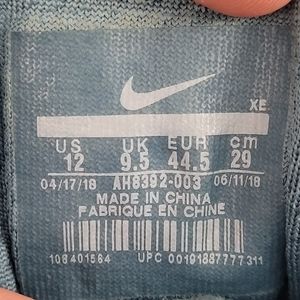 XE
US UK EUR cm
12 9.5 44.5 29
04/17/18 AH8392-003 06/11/18
MADE IN CHINA
FABRIQUE EN CHINE
108401564 UPC 00191887777311